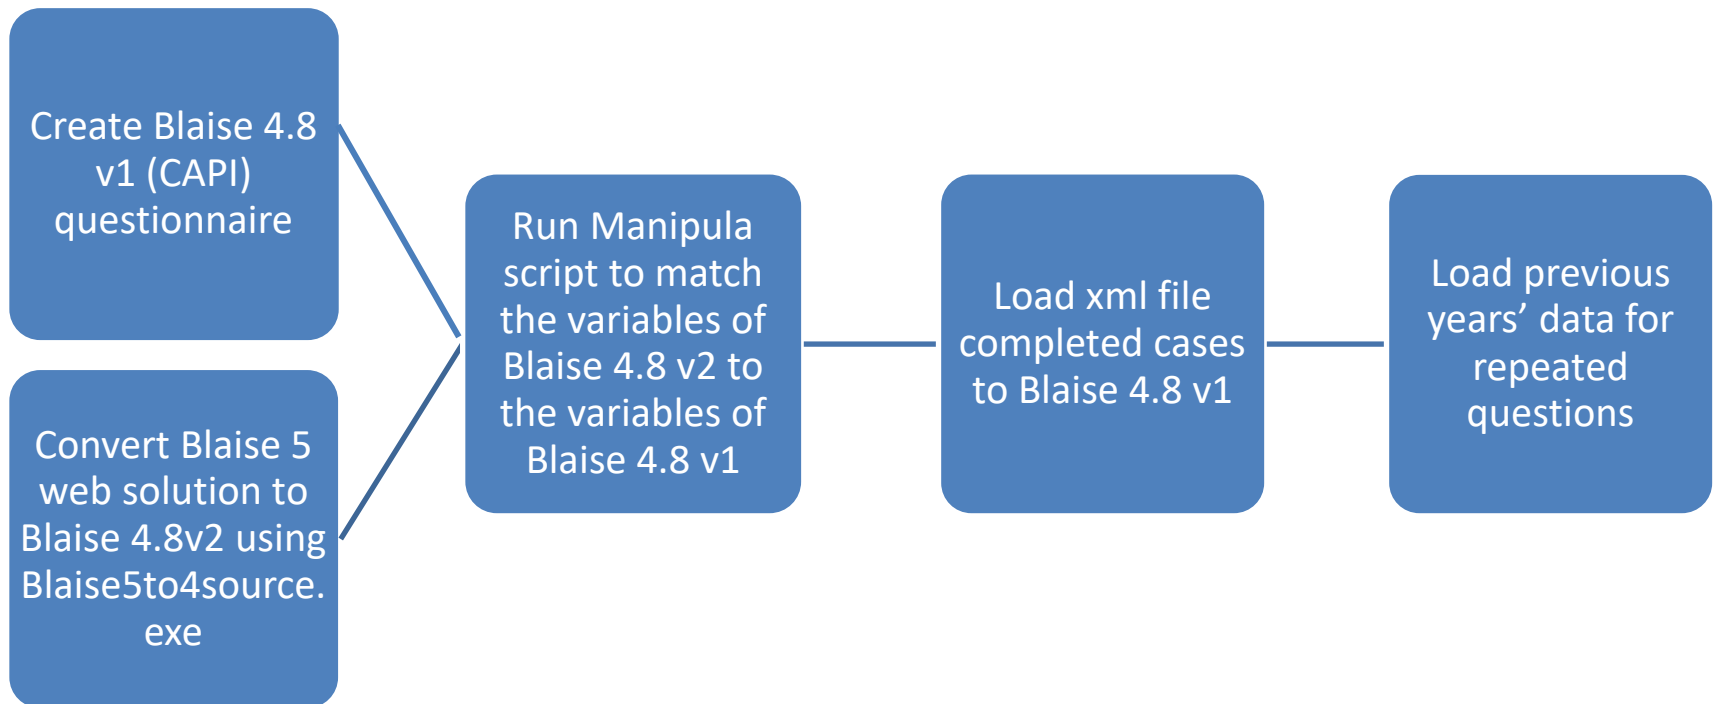 Create Blaise 4.8
v1 (CAPI)
questionnaire
Convert Blaise 5
web solution to
Blaise 4.8v2 using
Blaise5to4source.
exe
Run Manipula
script to match
the variables of
Blaise 4.8 v2 to
the variables of
Blaise 4.8 v1
Load xml file
completed cases
to Blaise 4.8 v1
Load previous
years’ data for
repeated
questions